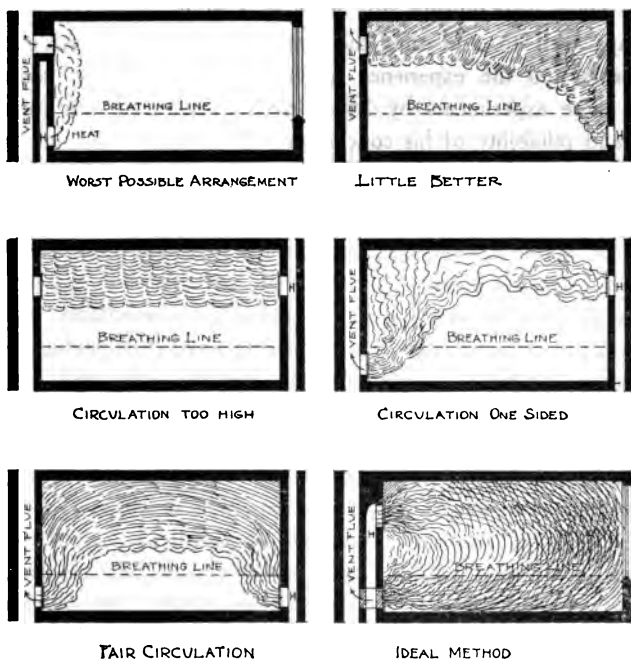 VENT FLUE
BREATHING LINE
H
HEAT
WORST POSSIBLE ARRANGEMENT
VENT FLUE
BREATHING LINE
H
LITTLE BETTER
H
BREATHING LINE
CIRCULATION TOO HIGH
VENT FLUE
H
BREATHING LINE
CIRCULATION ONE SIDED
VENT FLUE
BREATHING LINE
H
FAIR CIRCULATION
H
VENT FLUE
BREATHING LINE
IDEAL METHOD